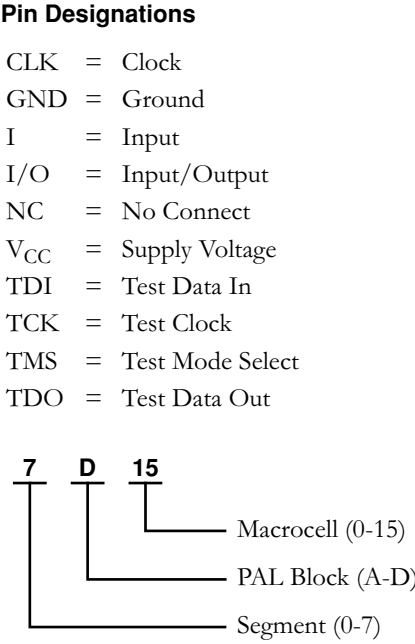 Pin Designations
CLK = Clock
GND = Ground
I = Input
I/O = Input/Output
NC = No Connect
VCC = Supply Voltage
TDI = Test Data In
TCK = Test Clock
TMS = Test Mode Select
TDO = Test Data Out
7 D 15
Macrocell (0-15)
PAL Block (A-D)
Segment (0-7)